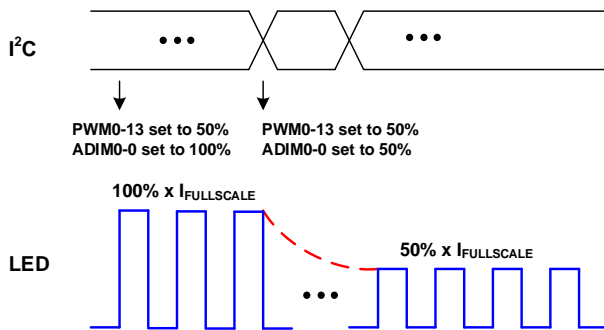 I²C
PWM0-13 set to 50%
ADIM0-0 set to 100%
PWM0-13 set to 50%
ADIM0-0 set to 50%
100% x IFULLSCALE
50% x IFULLSCALE
LED